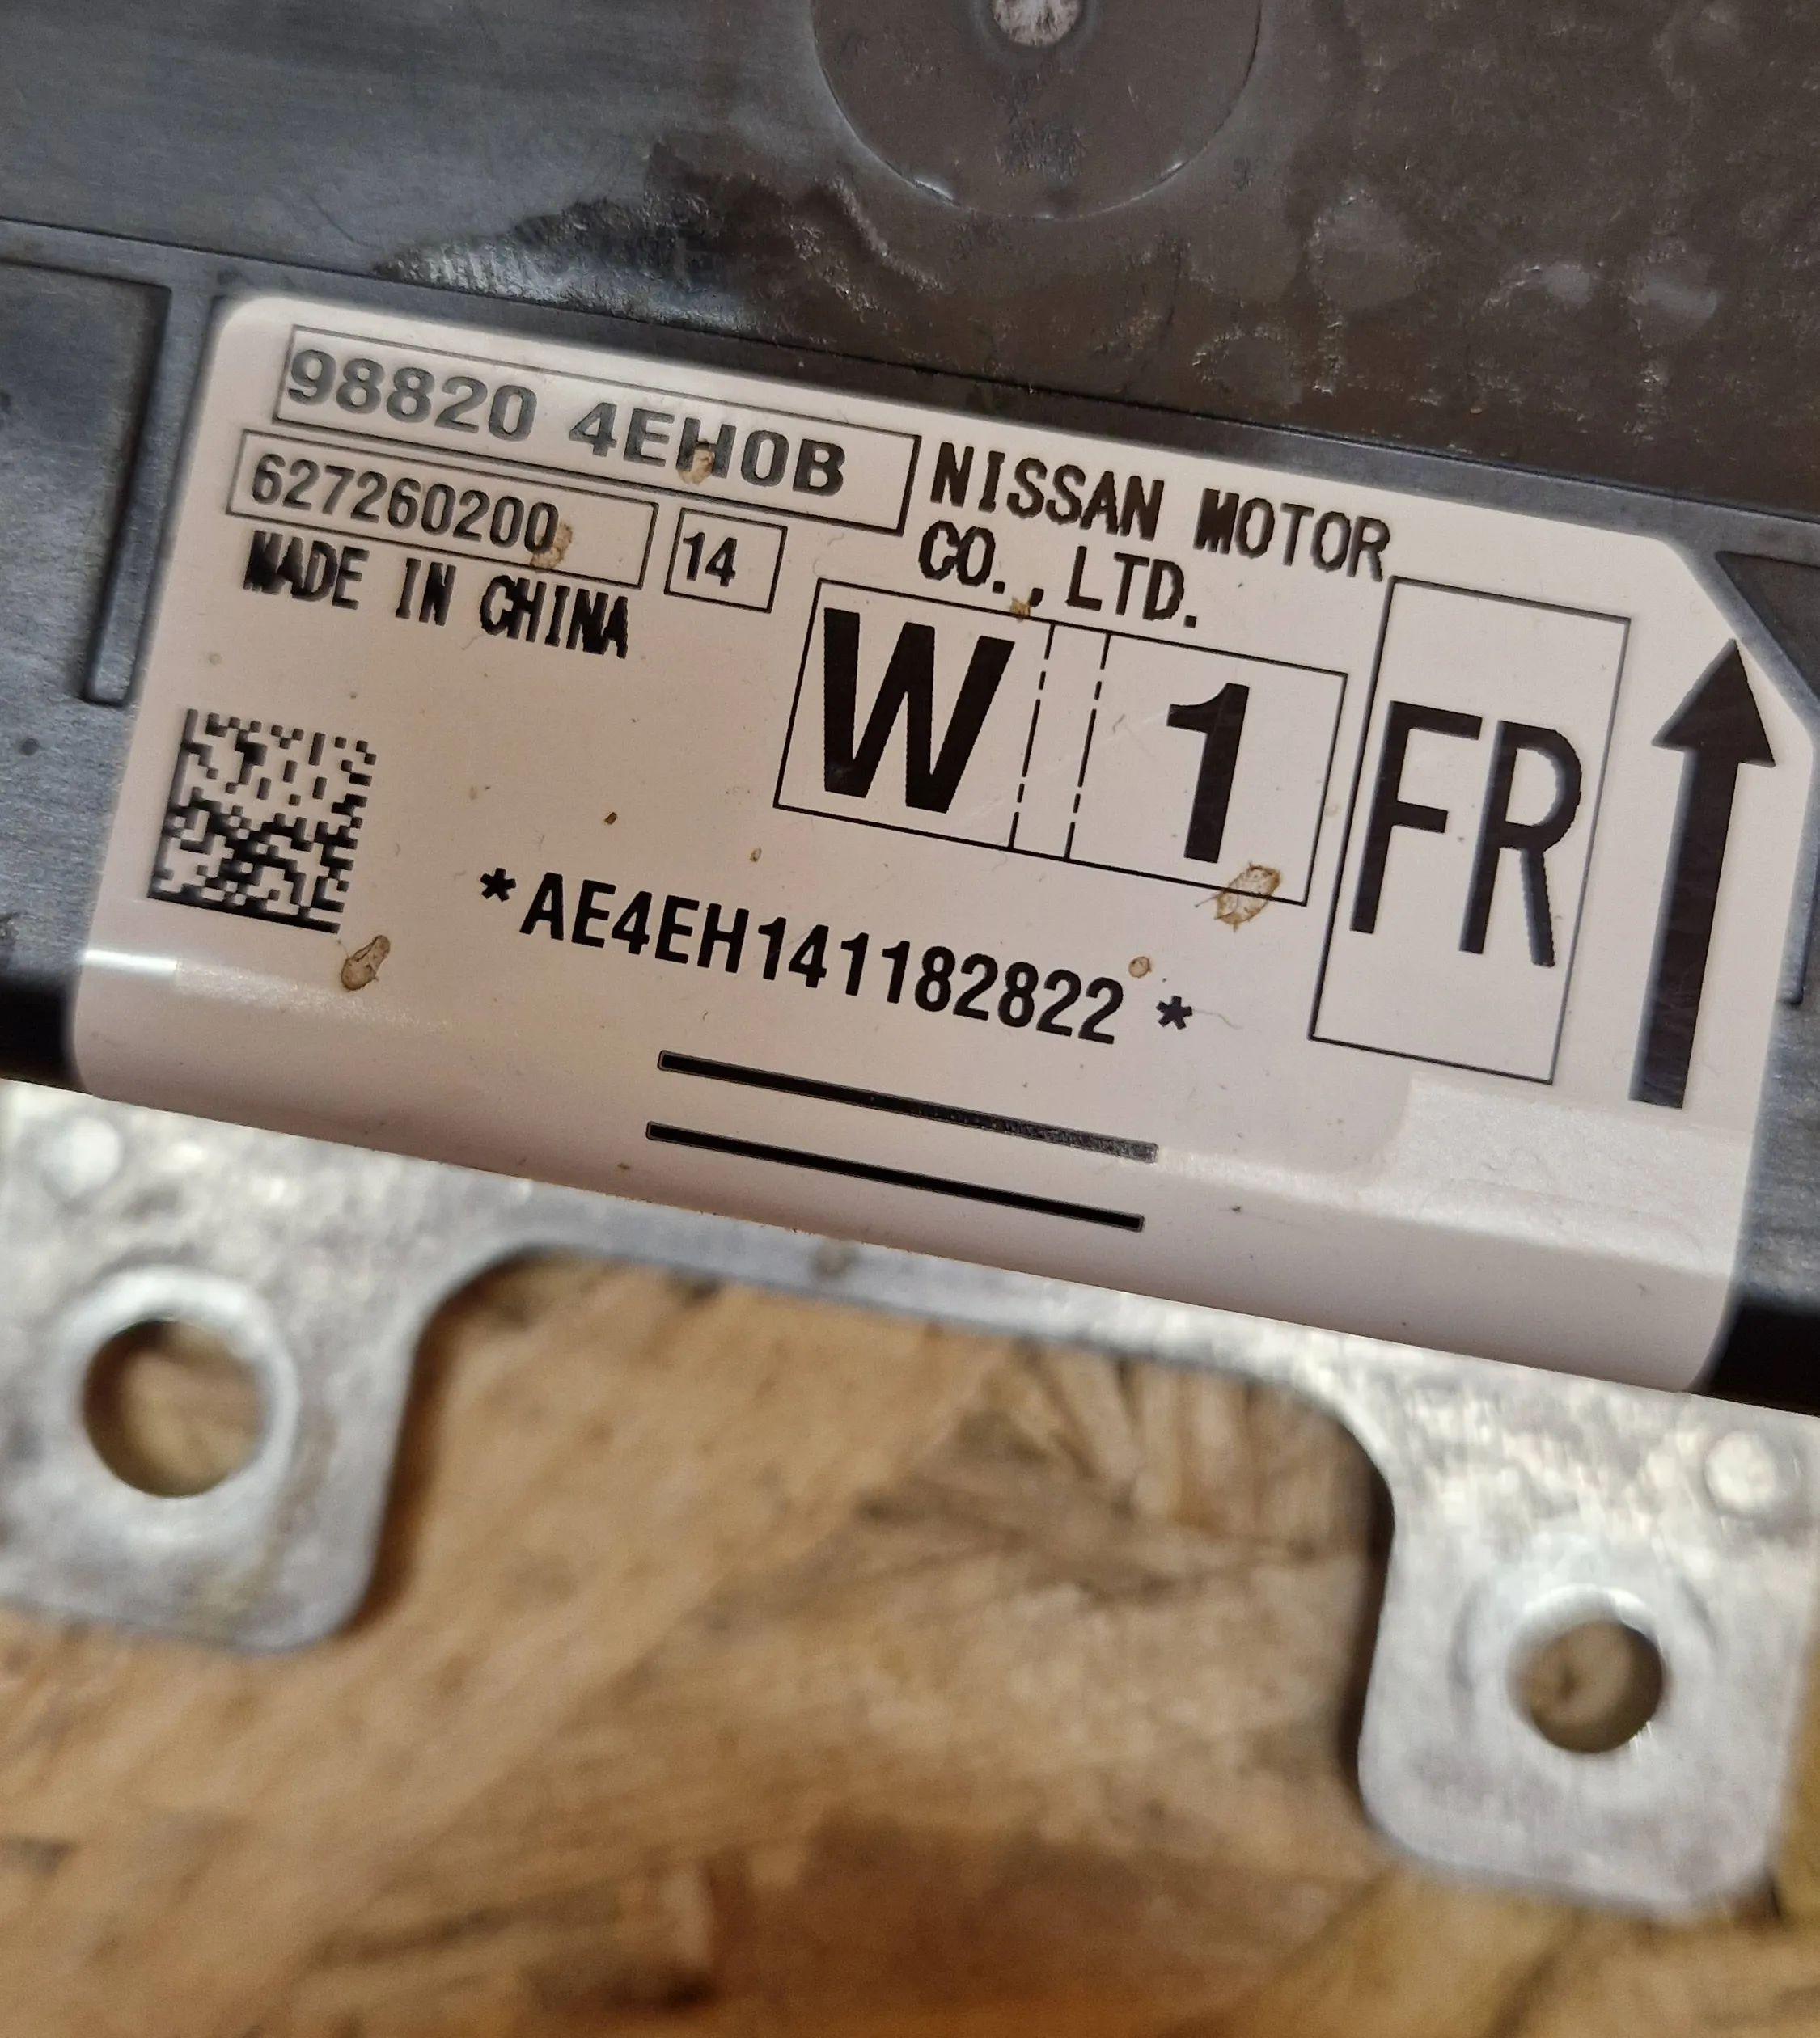 98820 4EH0B
NISSAN MOTOR
CO., LTD.
627260200
14
MADE IN CHINA
W 1
FR
*AE4EH141182822 *